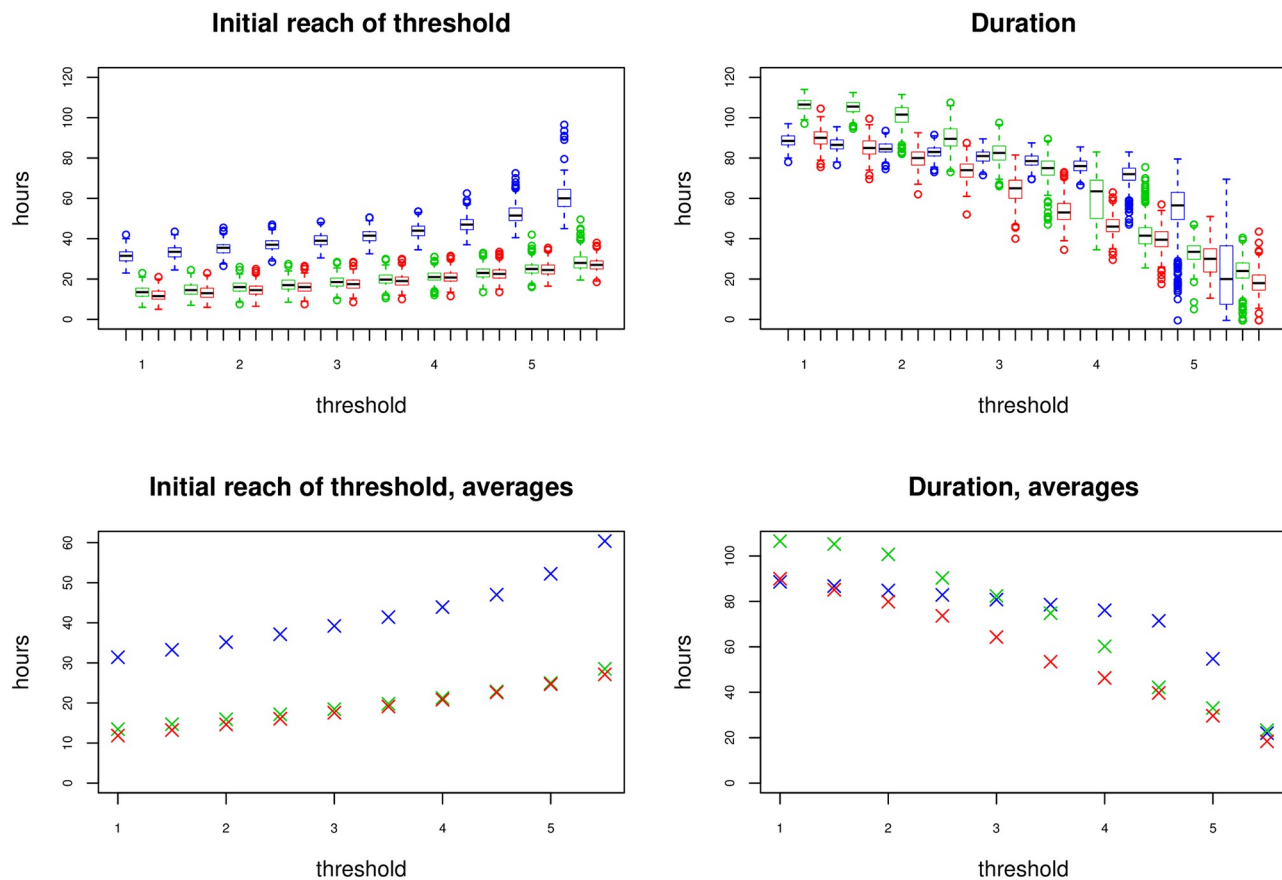 Initial reach of threshold
hours
0 20 40 60 80 100 120
1 2 3 4 5
threshold
Duration
hours
0 20 40 60 80 100 120
1 2 3 4 5
threshold
Initial reach of threshold, averages
hours
0 10 20 30 40 50 60
1 2 3 4 5
threshold
Duration, averages
hours
0 20 40 60 80 100
1 2 3 4 5
threshold